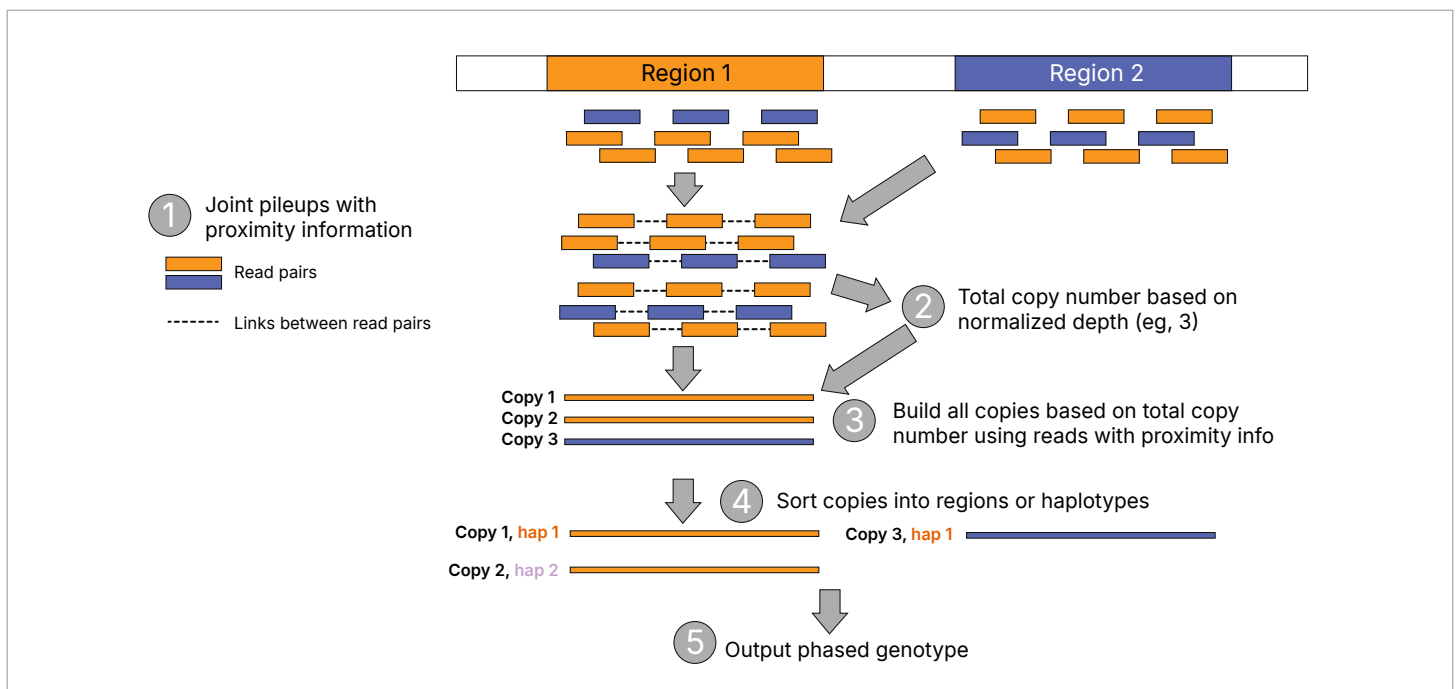 Region 1
Region 2
1
Joint pileups with
proximity information
Read pairs
Links between read pairs
2
Total copy number based on
normalized depth (eg, 3)
Copy 1
Copy 2
Copy 3
3
Build all copies based on total copy
number using reads with proximity info
4
Sort copies into regions or haplotypes
Copy 1, hap 1
Copy 3, hap 1
Copy 2, hap 2
5
Output phased genotype